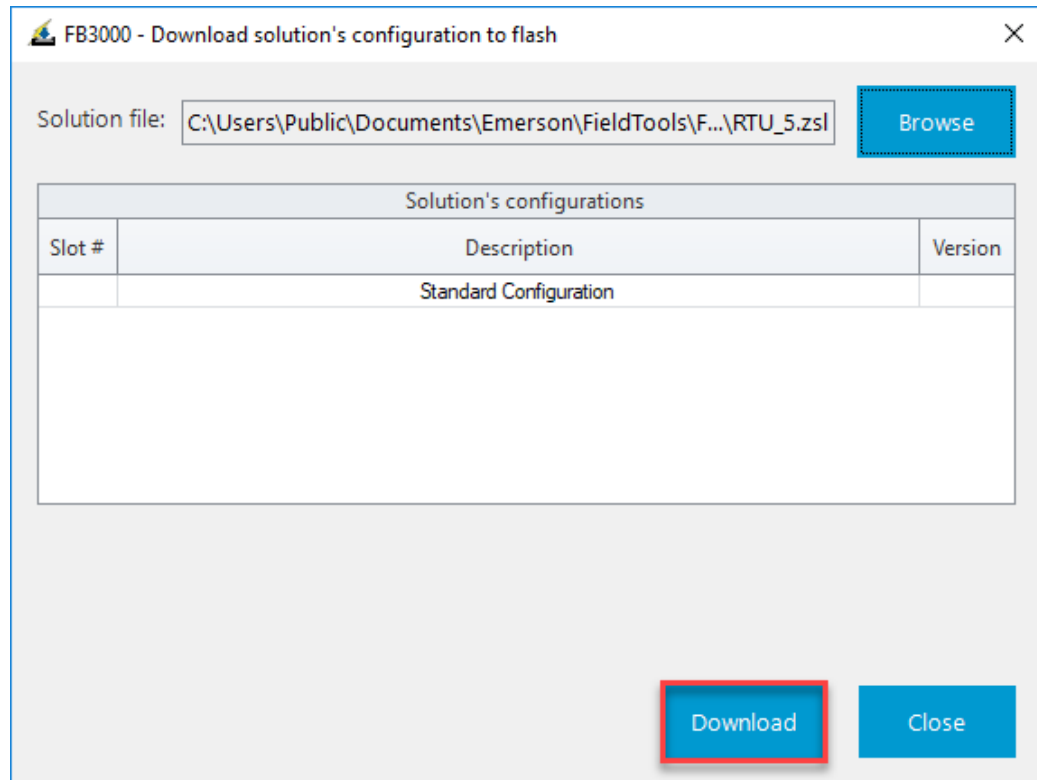 FB3000 - Download solution's configuration to flash
Solution file: C:\Users\Public\Documents\Emerson\FieldTools\F...\RTU_5.zsl Browse
Solution's configurations
Slot # Description Version
Standard Configuration
Download Close